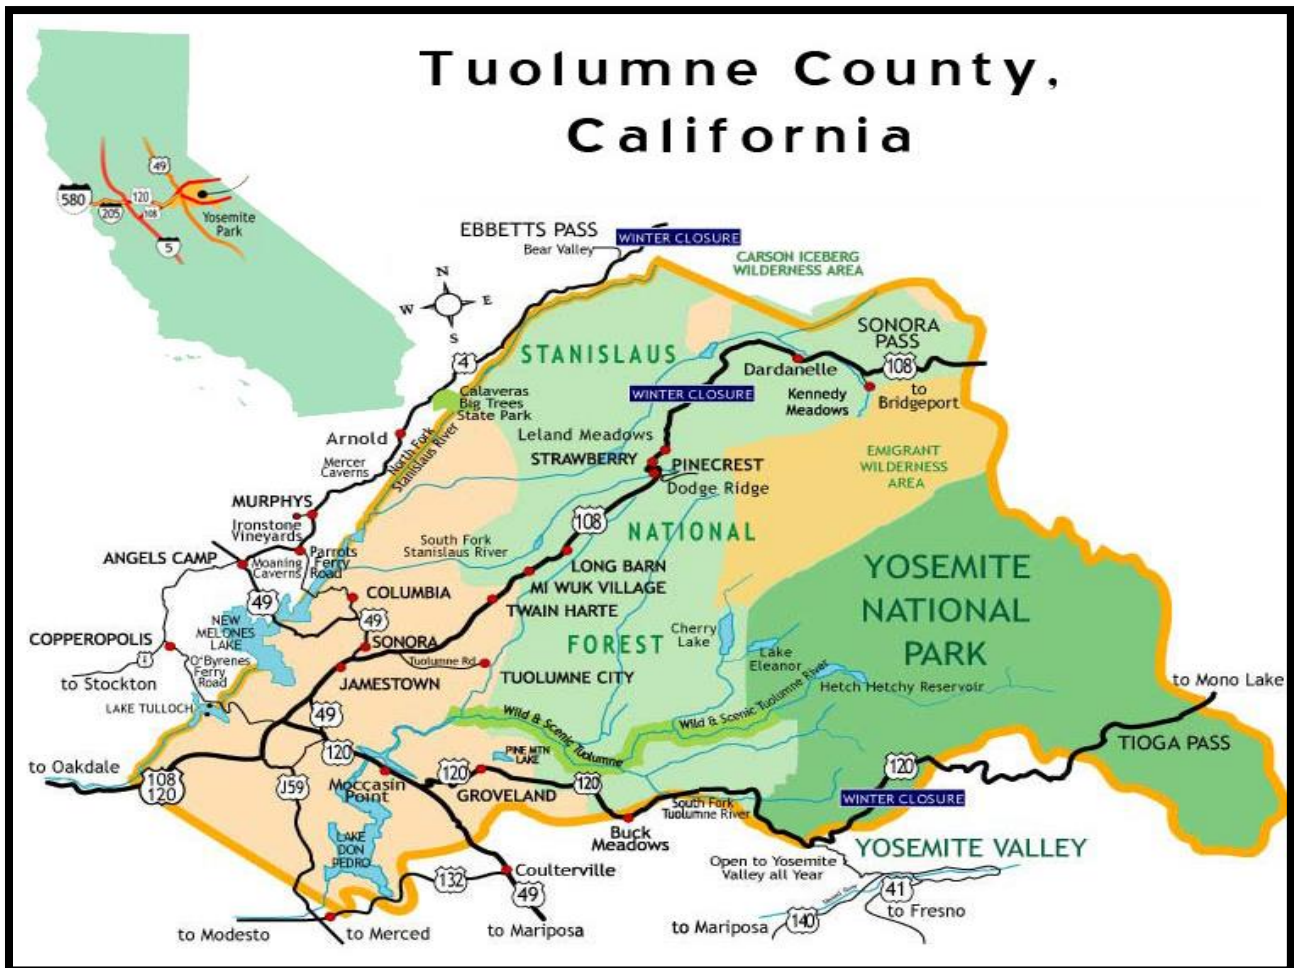 Tuolumne County,
California
49
580
205
120
108
5
Yosemite
Park
EBBETTS PASS
Bear Valley
WINTER CLOSURE
CARSON ICEBERG
WILDERNESS AREA
N
W
E
S
4
STANISLAUS
SONORA
PASS
108
to
Bridgeport
Dardanelle
Kennedy
Meadows
WINTER CLOSURE
Calaveras
Big Trees
State Park
North Fork
Stanislaus River
Arnold
Mercer
Caverns
Leland Meadows
STRAWBERRY
PINECREST
Dodge Ridge
EMIGRANT
WILDERNESS
AREA
MURPHYS
Ironstone
Vineyards
108
NATIONAL
South Fork
Stanislaus River
ANGELS CAMP
Moaning
Caverns
Parrots
Ferry
Road
LONG BARN
MI WUK VILLAGE
TWAIN HARTE
YOSEMITE
NATIONAL
PARK
COLUMBIA
49
49
NEW
MELONES
LAKE
SONORA
FOREST
Cherry
Lake
Lake
Eleanor
COPPEROPOLIS
to Stockton
O'Byrenes
Ferry
Road
Tuolumne Rd.
TUOLUMNE CITY
JAMESTOWN
Hetch Hetchy Reservoir
to Mono Lake
LAKE TULLOCH
49
Wild & Scenic Tuolumne
Wild & Scenic Tuolumne River
TIOGA PASS
120
PINE MTN
LAKE
to Oakdale
108
120
J59
Moccasin
Point
120
GROVELAND
120
120
WINTER CLOSURE
South Fork
Tuolumne River
Buck
Meadows
LAKE
DON
PEDRO
YOSEMITE VALLEY
Open to Yosemite
Valley all Year
Coulterville
132
49
41
to Fresno
140
to Mariposa
to Modesto
to Merced
to Mariposa